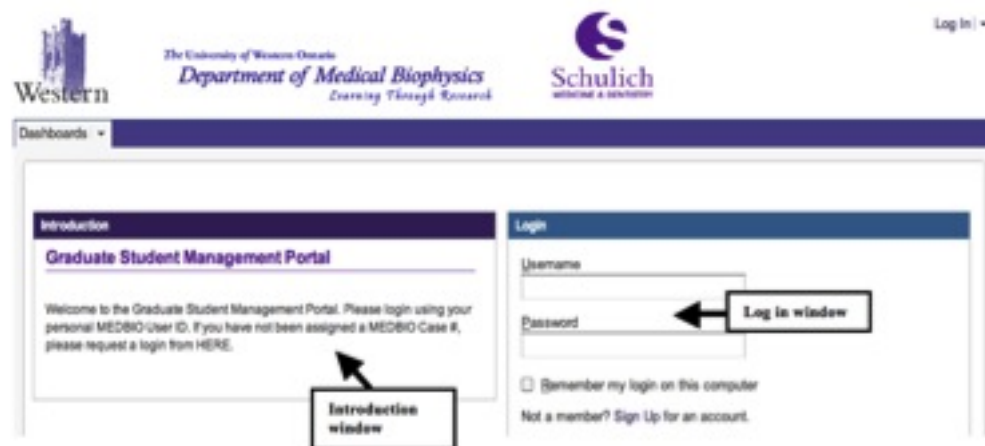 Western
The University of Western Ontario
Department of Medical Biophysics
Learning Through Research
Schulich
MEDICINE & DENTISTRY
Log In
Dashboards
Introduction
Graduate Student Management Portal
Welcome to the Graduate Student Management Portal. Please login using your
personal MEDBIO User ID. If you have not been assigned a MEDBIO Case #,
please request a login from HERE.
Introduction
window
Login
Username
Password
Log in window
Remember my login on this computer
Not a member? Sign Up for an account.